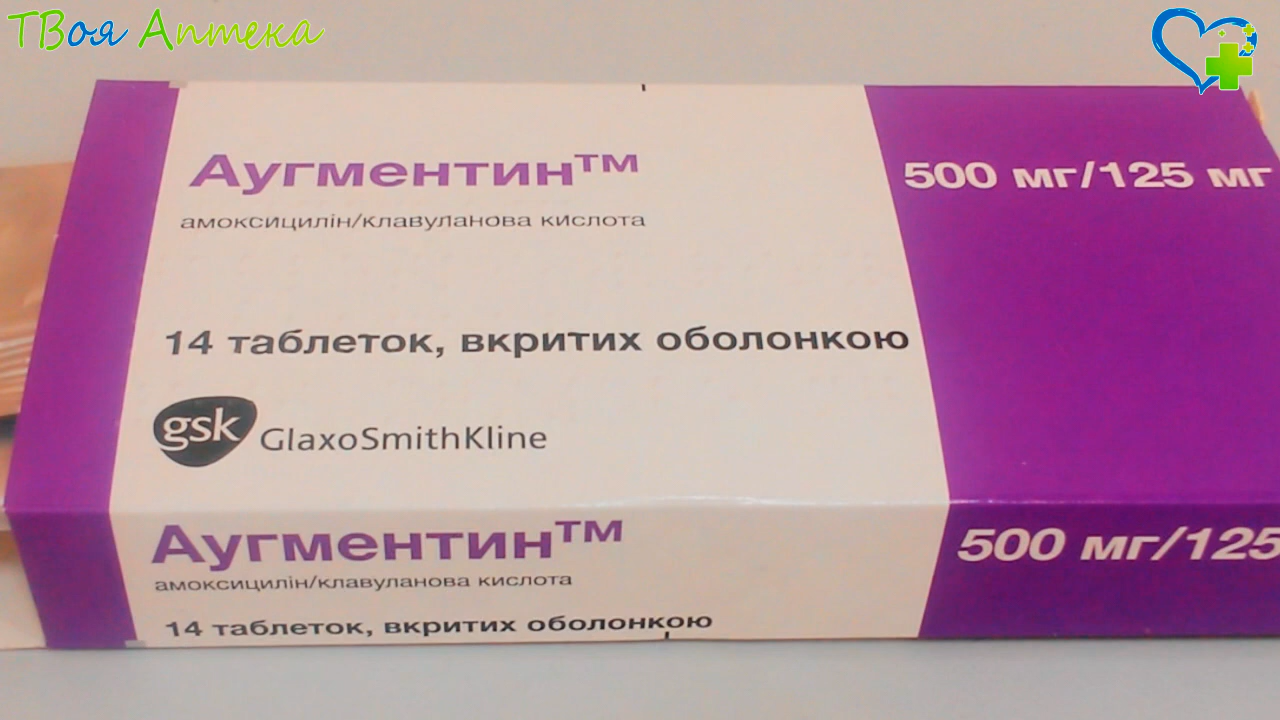 ТВоя Аптека
Аугментин™
500 мг/125 мг
амоксицилін/клавуланова кислота
14 таблеток, вкритих оболонкою
gsk GlaxoSmithKline
Аугментин™
500 мг/125
амоксицилін/клавуланова кислота
14 таблеток, вкритих оболонкою